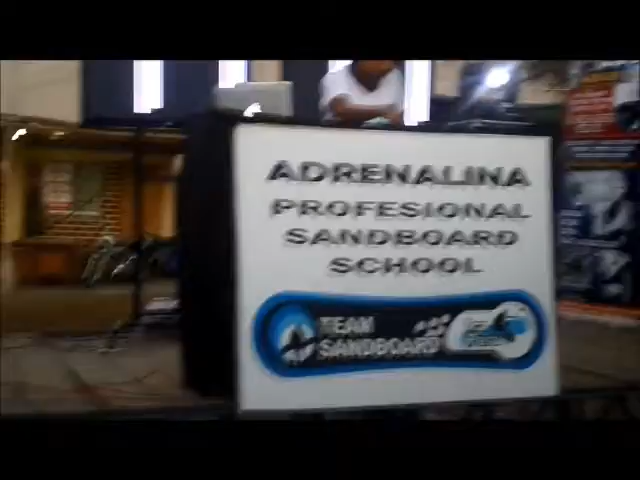 ADRENALINA
PROFESIONAL
SANDBOARD
SCHOOL
TEAM
SANDBOARD